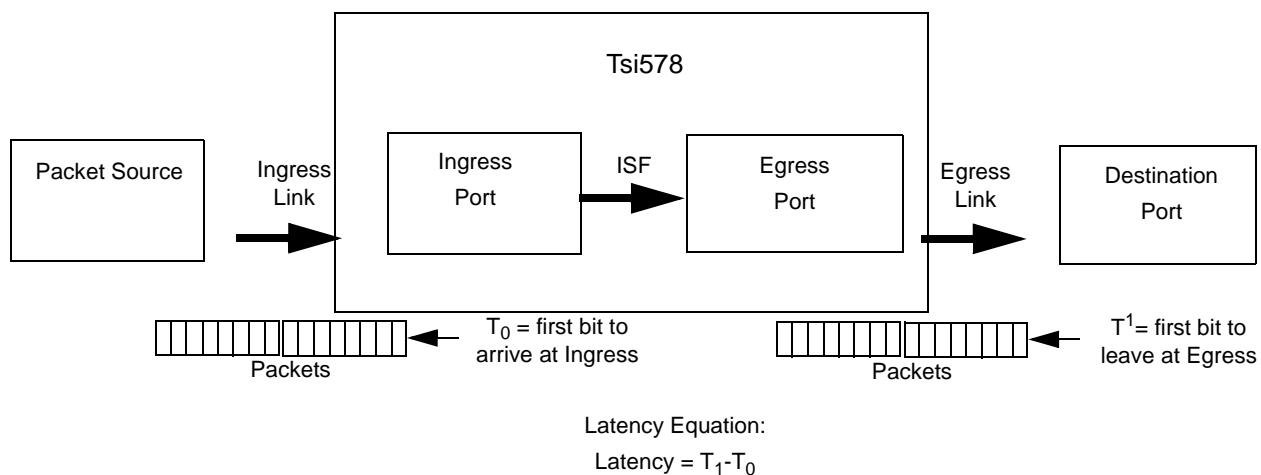 Tsi578
Packet Source
Ingress
Link
Ingress
Port
ISF
Egress
Port
Egress
Link
Destination
Port
T₀ = first bit to
arrive at Ingress
Packets
T¹= first bit to
leave at Egress
Packets
Latency Equation:
Latency = T₁-T₀